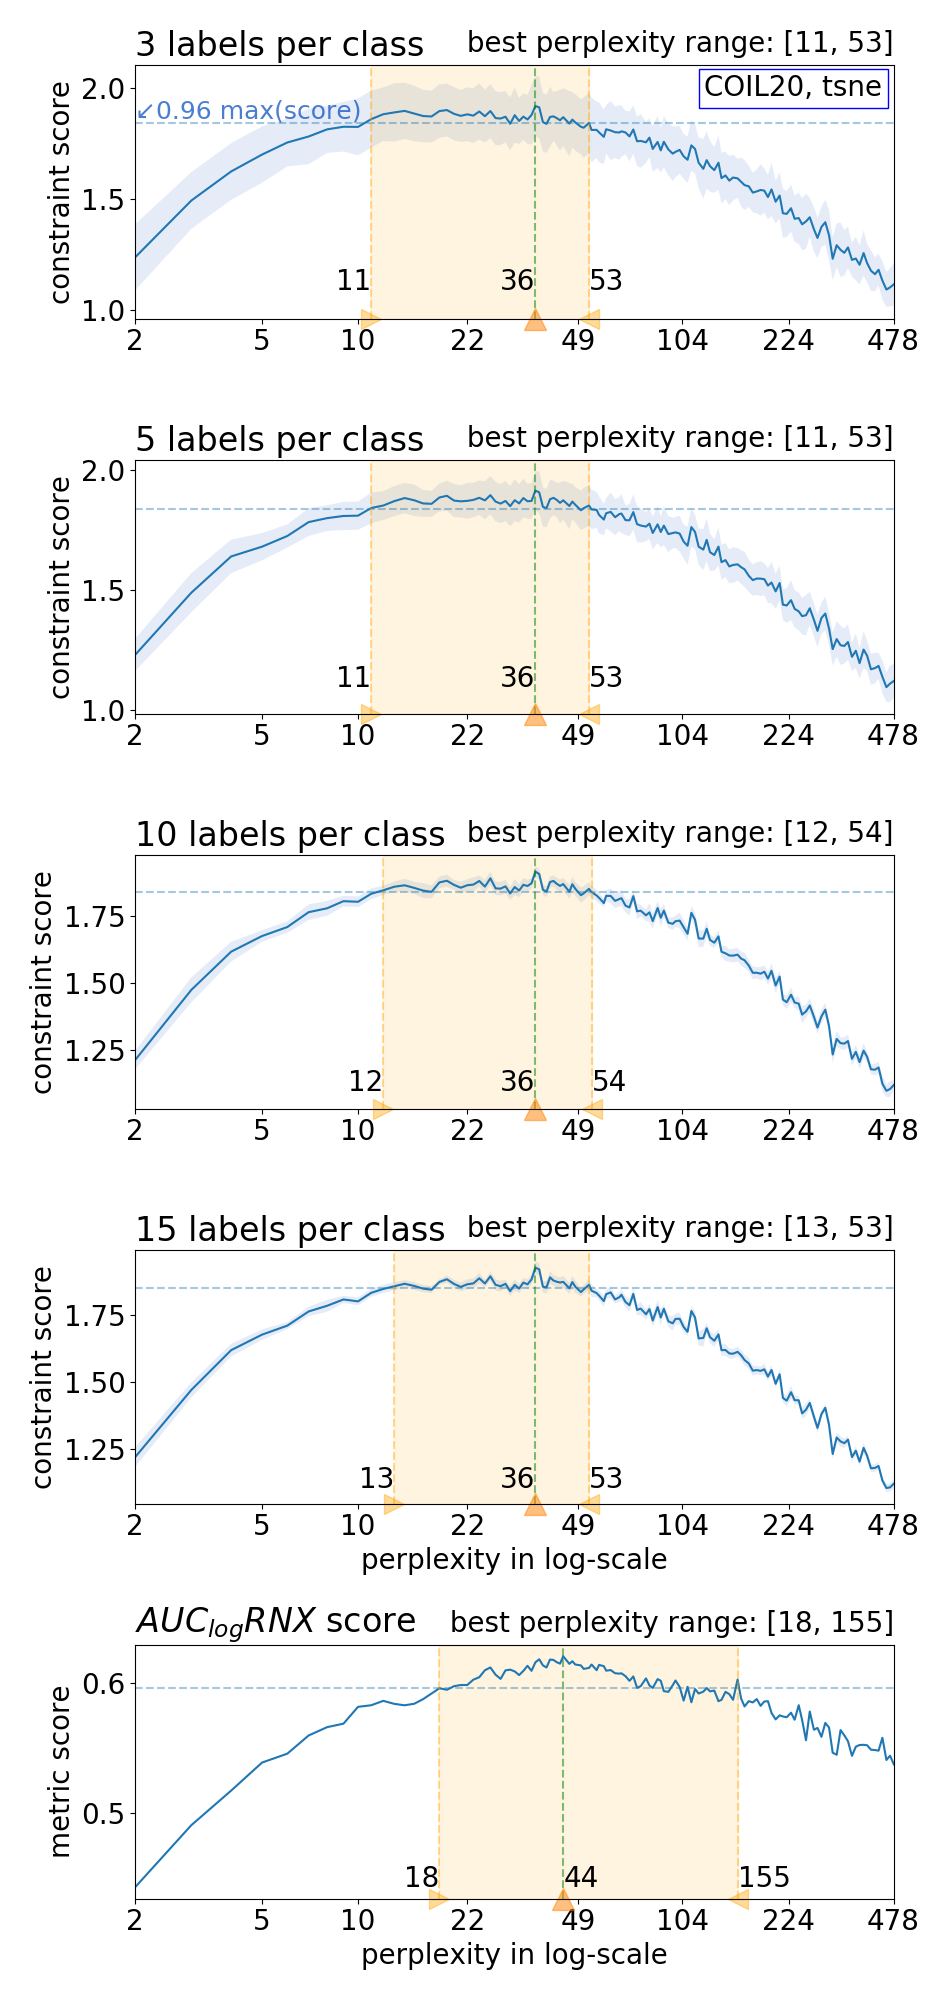 3 labels per class best perplexity range: [11, 53]
COIL20, tsne
↙0.96 max(score)
constraint score
2.0
1.5
1.0
11 36 53
2 5 10 22 49 104 224 478
5 labels per class best perplexity range: [11, 53]
constraint score
2.0
1.5
1.0
11 36 53
2 5 10 22 49 104 224 478
10 labels per class best perplexity range: [12, 54]
constraint score
1.75
1.50
1.25
12 36 54
2 5 10 22 49 104 224 478
15 labels per class best perplexity range: [13, 53]
constraint score
1.75
1.50
1.25
13 36 53
2 5 10 22 49 104 224 478
perplexity in log-scale
AUC_{log}RNX score best perplexity range: [18, 155]
metric score
0.6
0.5
18 44 155
2 5 10 22 49 104 224 478
perplexity in log-scale